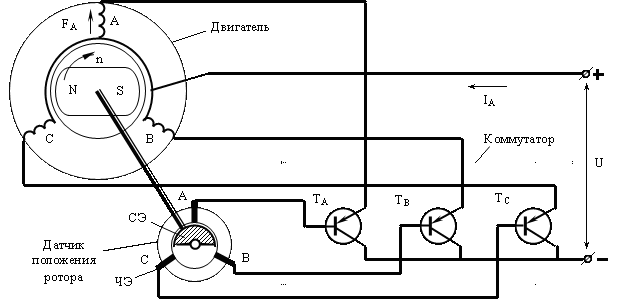 F_A
A
Двигатель
n
N
S
+
I_A
C
B
Коммутатор
U
A
T_A
T_B
T_C
СЭ
Датчик
положения
ротора
C
B
ЧЭ
−